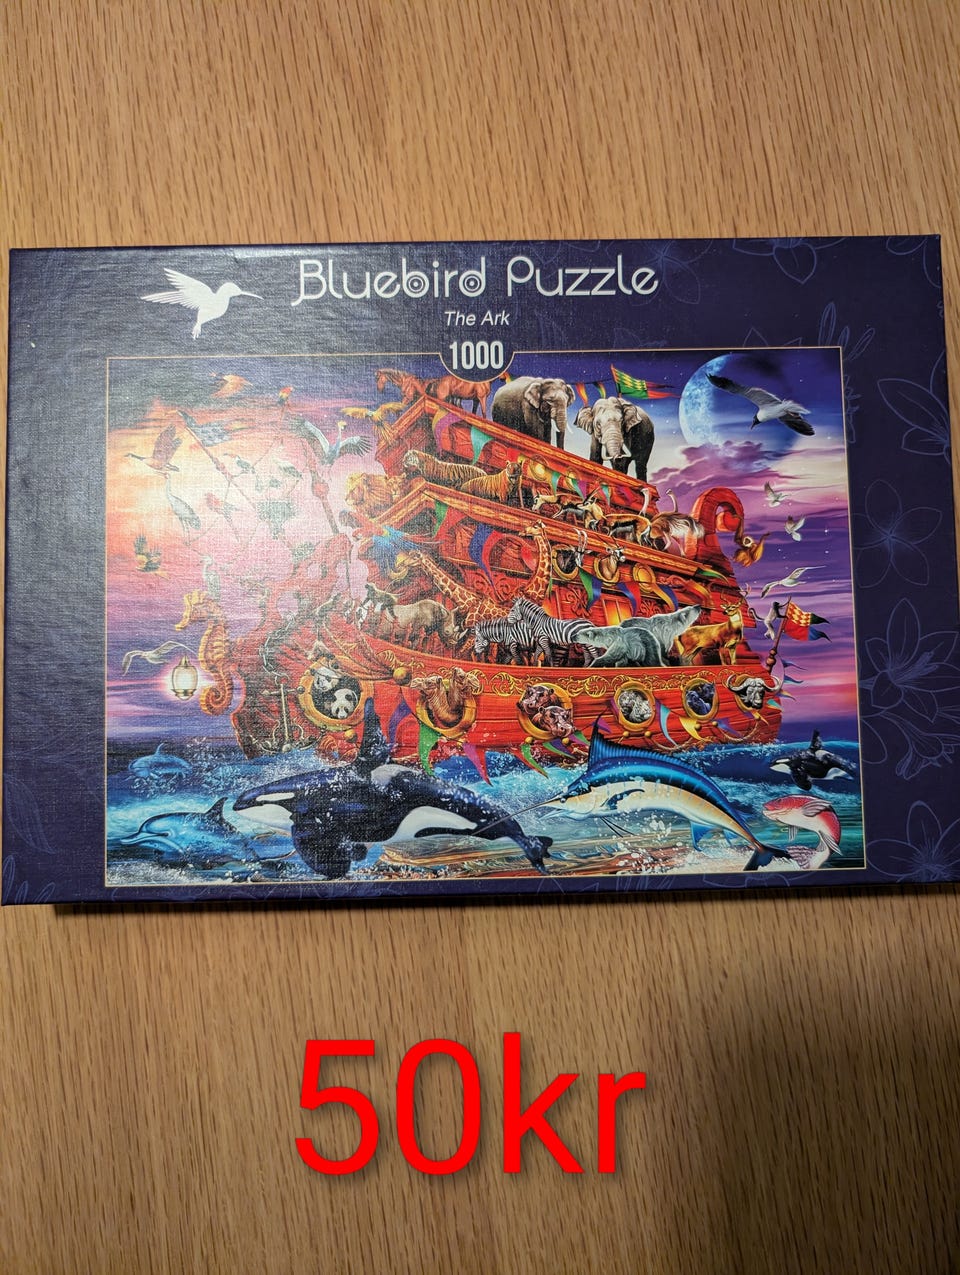 Bluebird Puzzle
The Ark
1000
50kr